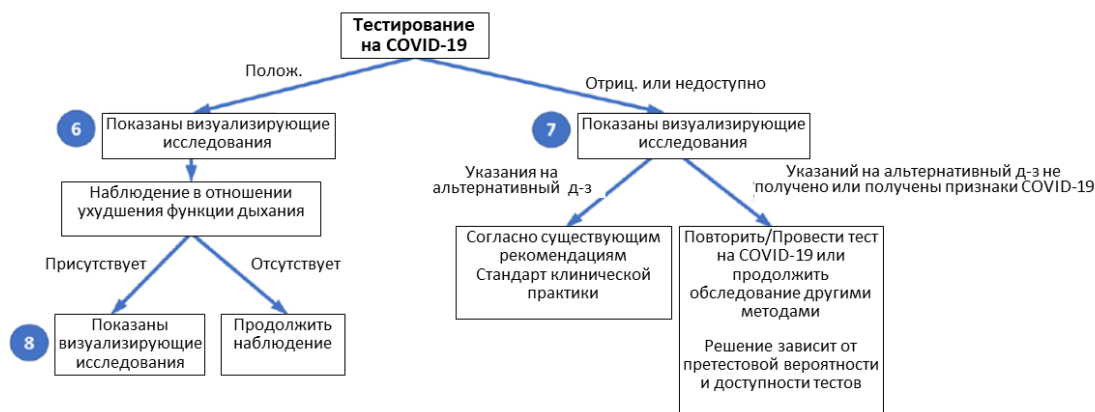 Тестирование
на COVID-19
Полож.
Отриц. или недоступно
6
Показаны визуализирующие
исследования
7
Показаны визуализирующие
исследования
Наблюдение в отношении
ухудшения функции дыхания
Указания на
альтернативный д-з
Указаний на альтернативный д-з не
получено или получены признаки COVID-19
Присутствует
Отсутствует
Согласно существующим
рекомендациям
Стандарт клинической
практики
Повторить/Провести тест
на COVID-19 или
продолжить
обследование другими
методами
Решение зависит от
претестовой вероятности
и доступности тестов
8
Показаны
визуализирующие
исследования
Продолжить
наблюдение